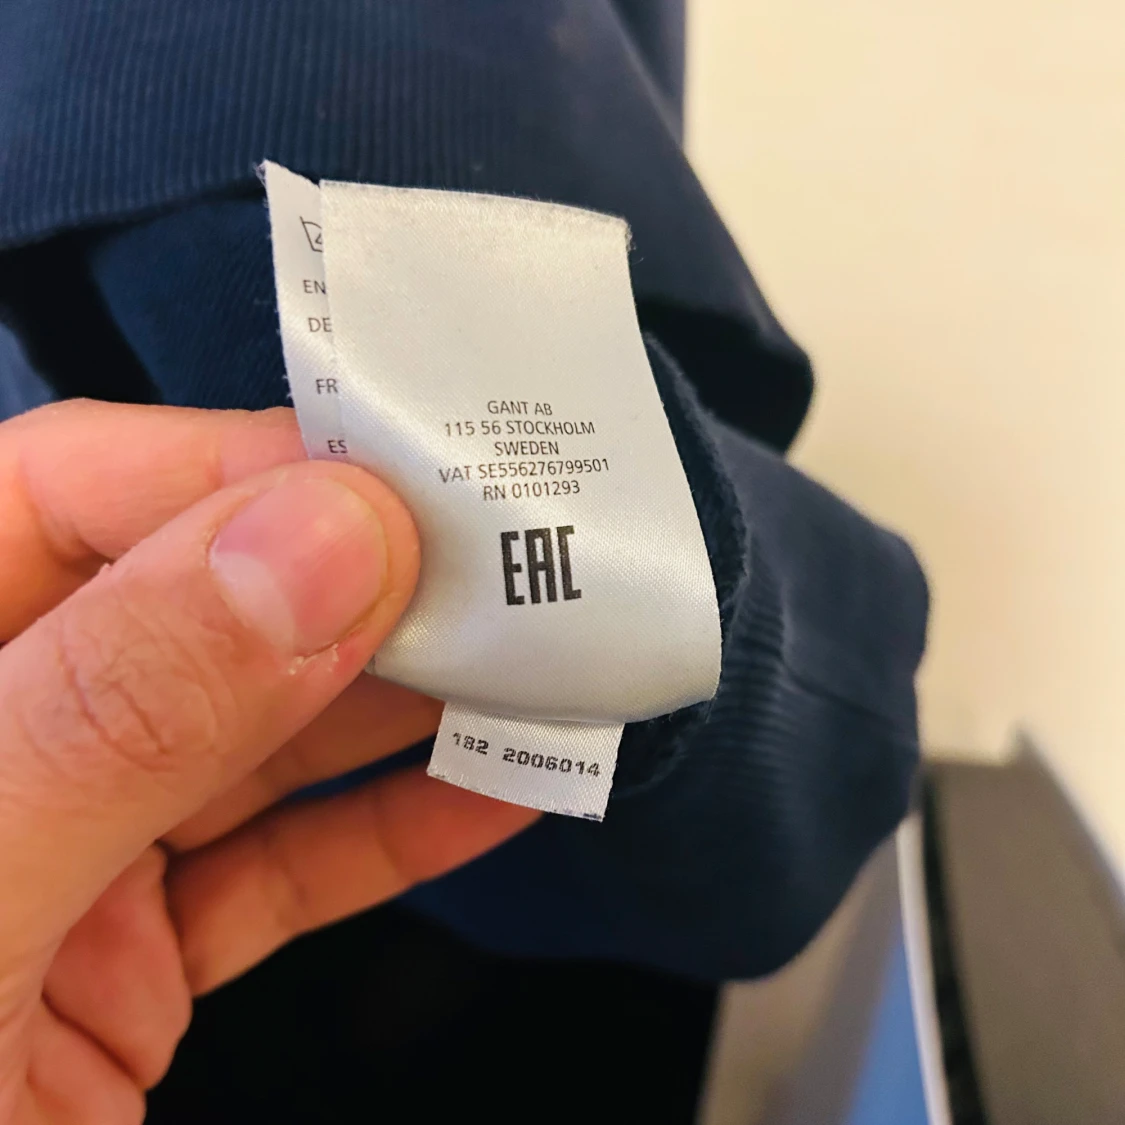 EN
DE
FR
ES
GANT AB
115 56 STOCKHOLM
SWEDEN
VAT SE556276799501
RN 0101293
EAC
182 2006014